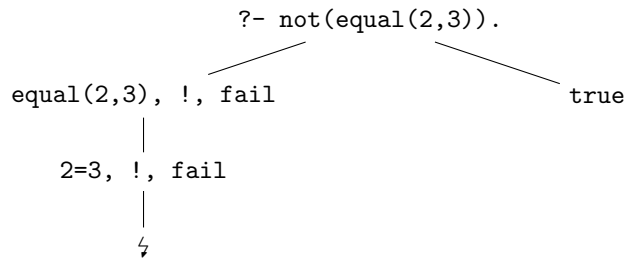 ?- not(equal(2,3)).
equal(2,3), !, fail
true
2=3, !, fail
↯